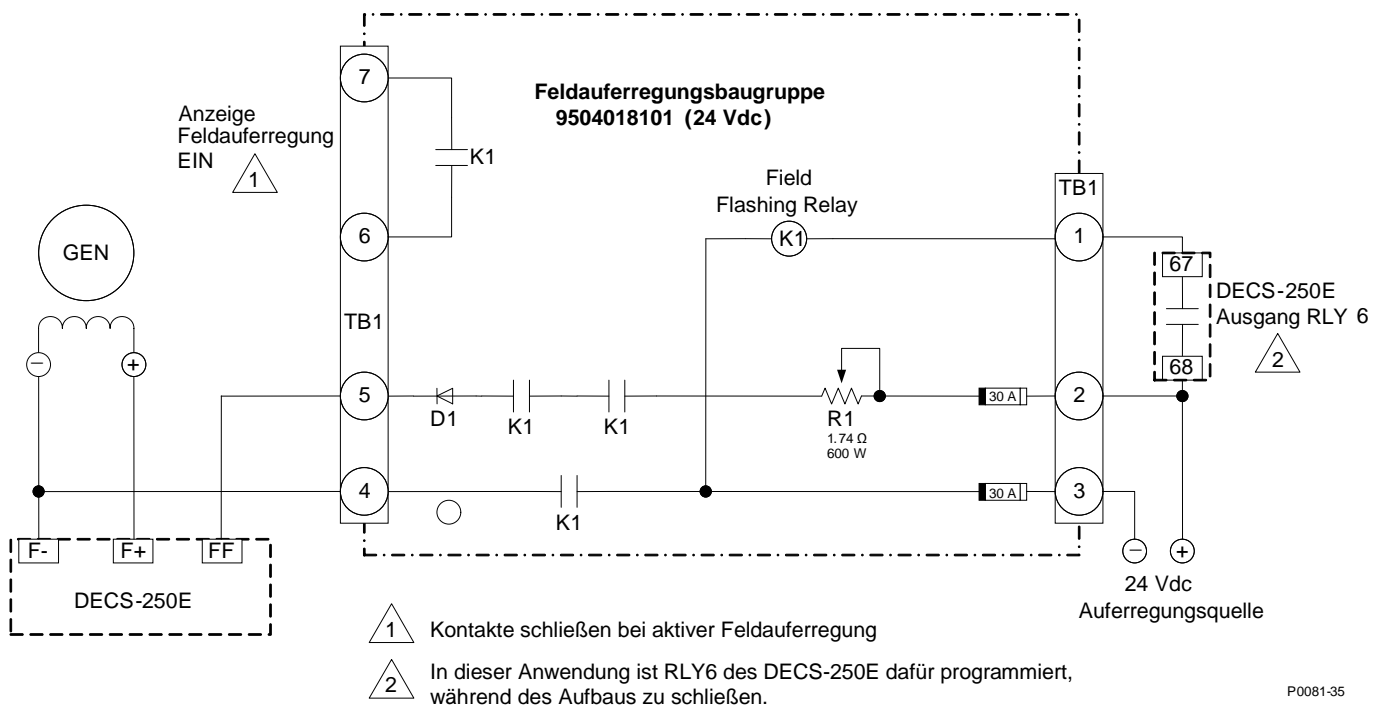 7
Feldauferregungsbaugruppe
9504018101 (24 Vdc)
Anzeige
Feldauferregung
EIN
1
K1
Field
Flashing Relay
TB1
6
K1
1
GEN
67
DECS-250E
Ausgang RLY 6
2
TB1
68
−
+
5
D1
K1
K1
R1
1.74 Ω
600 W
30 A
2
4
K1
30 A
3
F-
F+
FF
−
+
DECS-250E
24 Vdc
Auferregungsquelle
1 Kontakte schließen bei aktiver Feldauferregung
2 In dieser Anwendung ist RLY6 des DECS-250E dafür programmiert,
während des Aufbaus zu schließen.
P0081-35